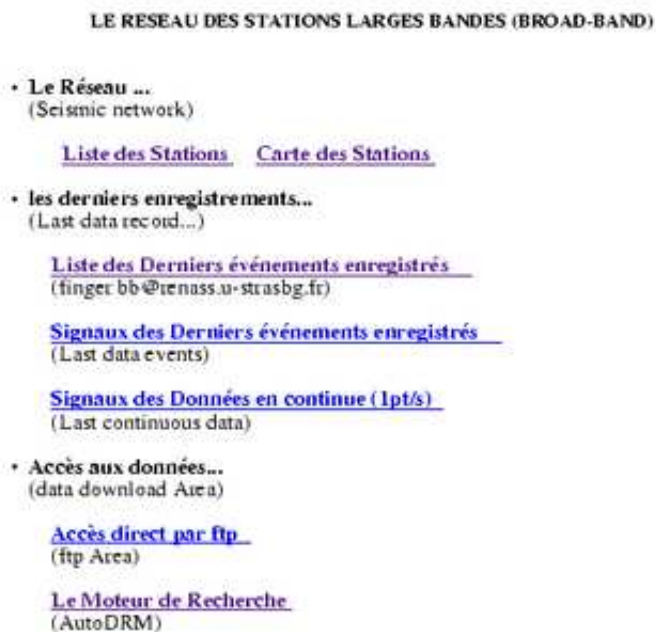 LE RESEAU DES STATIONS LARGES BANDES (BROAD-BAND)
• Le Réseau ...
(Seismic network)
Liste des Stations Carte des Stations
• les derniers enregistrements...
(Last data record...)
Liste des Derniers événements enregistrés
(finger bb@renass.u-strasbg.fr)
Signaux des Derniers événements enregistrés
(Last data events)
Signaux des Données en continue (1pt/s)
(Last continuous data)
• Accès aux données...
(data download Area)
Accès direct par ftp
(ftp Area)
Le Moteur de Recherche
(AutoDRM)